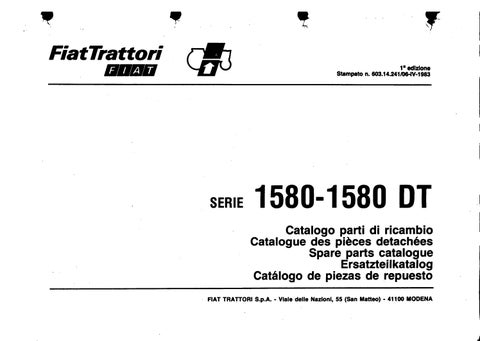 FiatTrattori
FIAT
1ª edizione
Stampato n. 603.14.241/06-IV-1983
SERIE 1580-1580 DT
Catalogo parti di ricambio
Catalogue des pièces detachées
Spare parts catalogue
Ersatzteilkatalog
Catálogo de piezas de repuesto
FIAT TRATTORI S.p.A. - Viale delle Nazioni, 55 (San Matteo) - 41100 MODENA